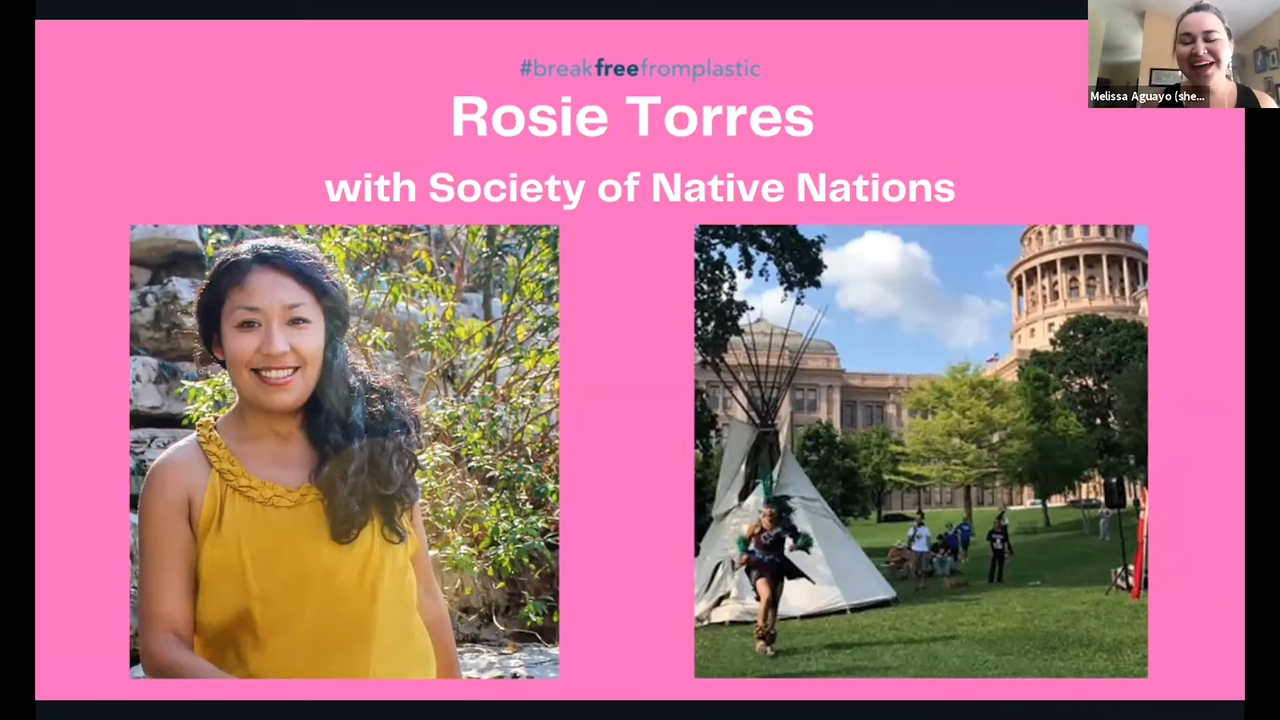 #breakfreefromplastic
Rosie Torres
with Society of Native Nations
Melissa Aguayo (she...